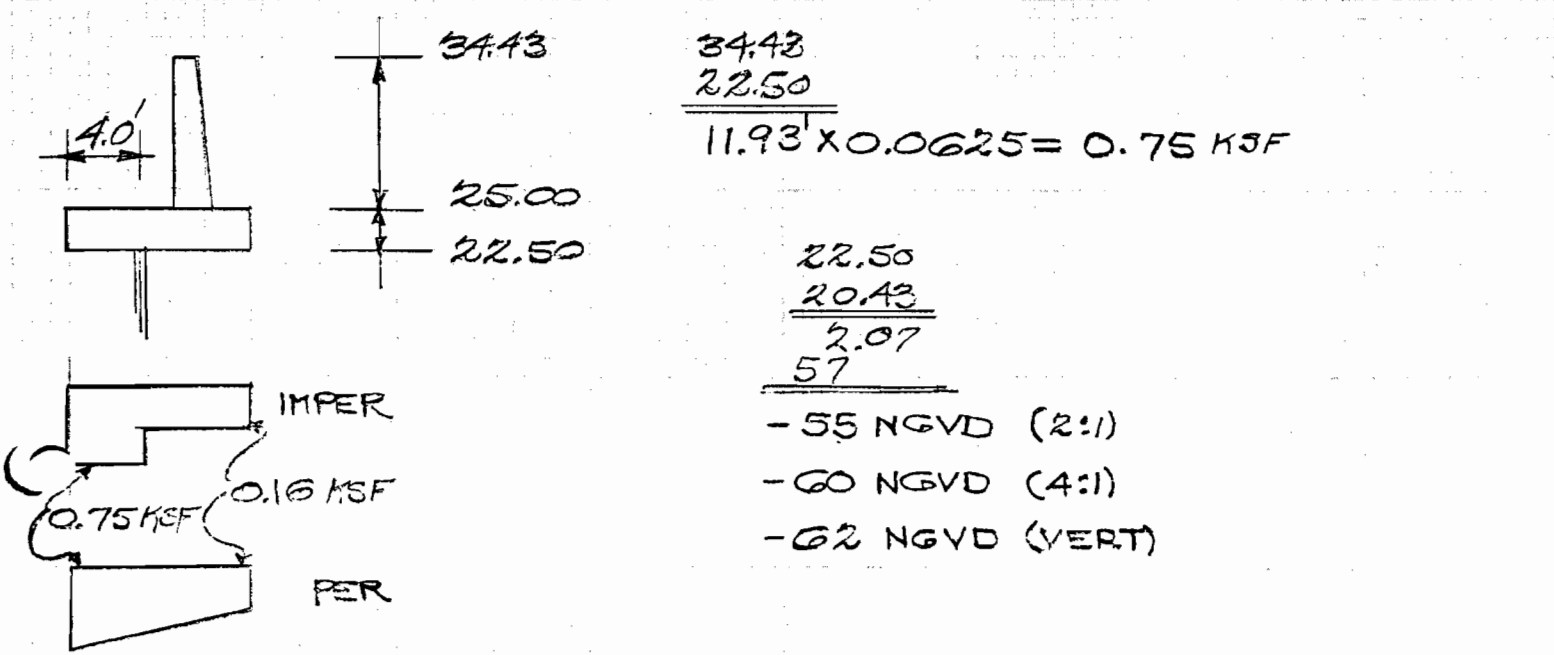 34.43
4.0'
25.00
22.50
34.43
22.50
11.93' X 0.0625 = 0.75 KSF
22.50
20.43
2.07
57
- 55 NGVD (2:1)
- 60 NGVD (4:1)
- 62 NGVD (VERT)
IMPER
0.16 KSF
0.75 KSF
PER